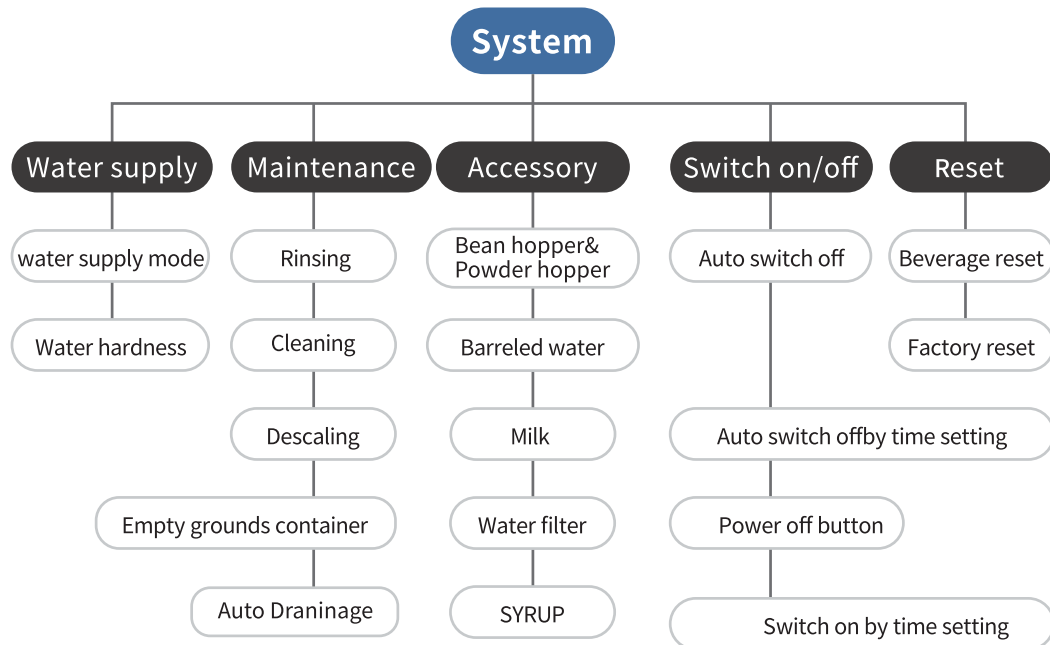 System
Water supply
Maintenance
Accessory
Switch on/off
Reset
water supply mode
Rinsing
Bean hopper&
Powder hopper
Auto switch off
Beverage reset
Water hardness
Cleaning
Barreled water
Factory reset
Descaling
Milk
Auto switch offby time setting
Empty grounds container
Water filter
Power off button
Auto Draninage
SYRUP
Switch on by time setting